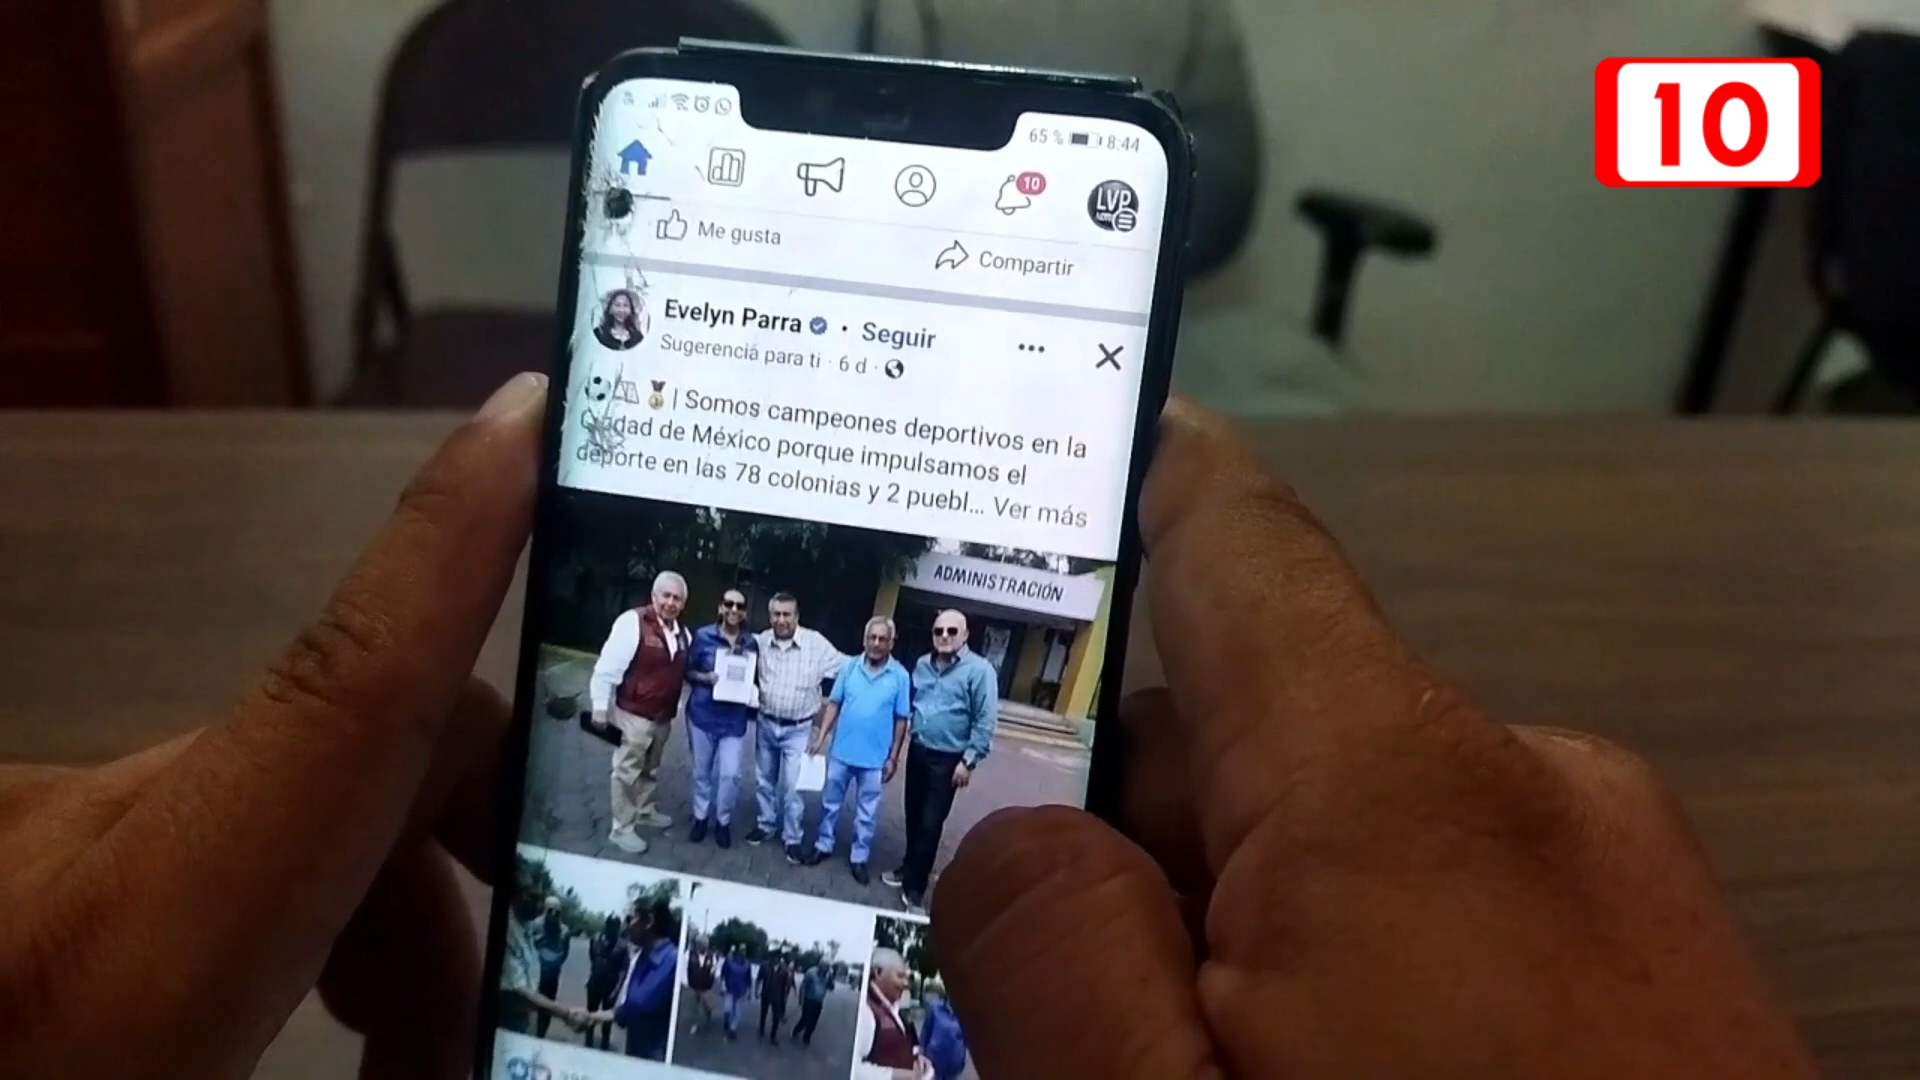 10
65 % 8:44
10
LVP
Me gusta
Compartir
Evelyn Parra · Seguir
Sugerencia para ti · 6 d ·
| Somos campeones deportivos en la
Ciudad de México porque impulsamos el
deporte en las 78 colonias y 2 puebl... Ver más
ADMINISTRACIÓN